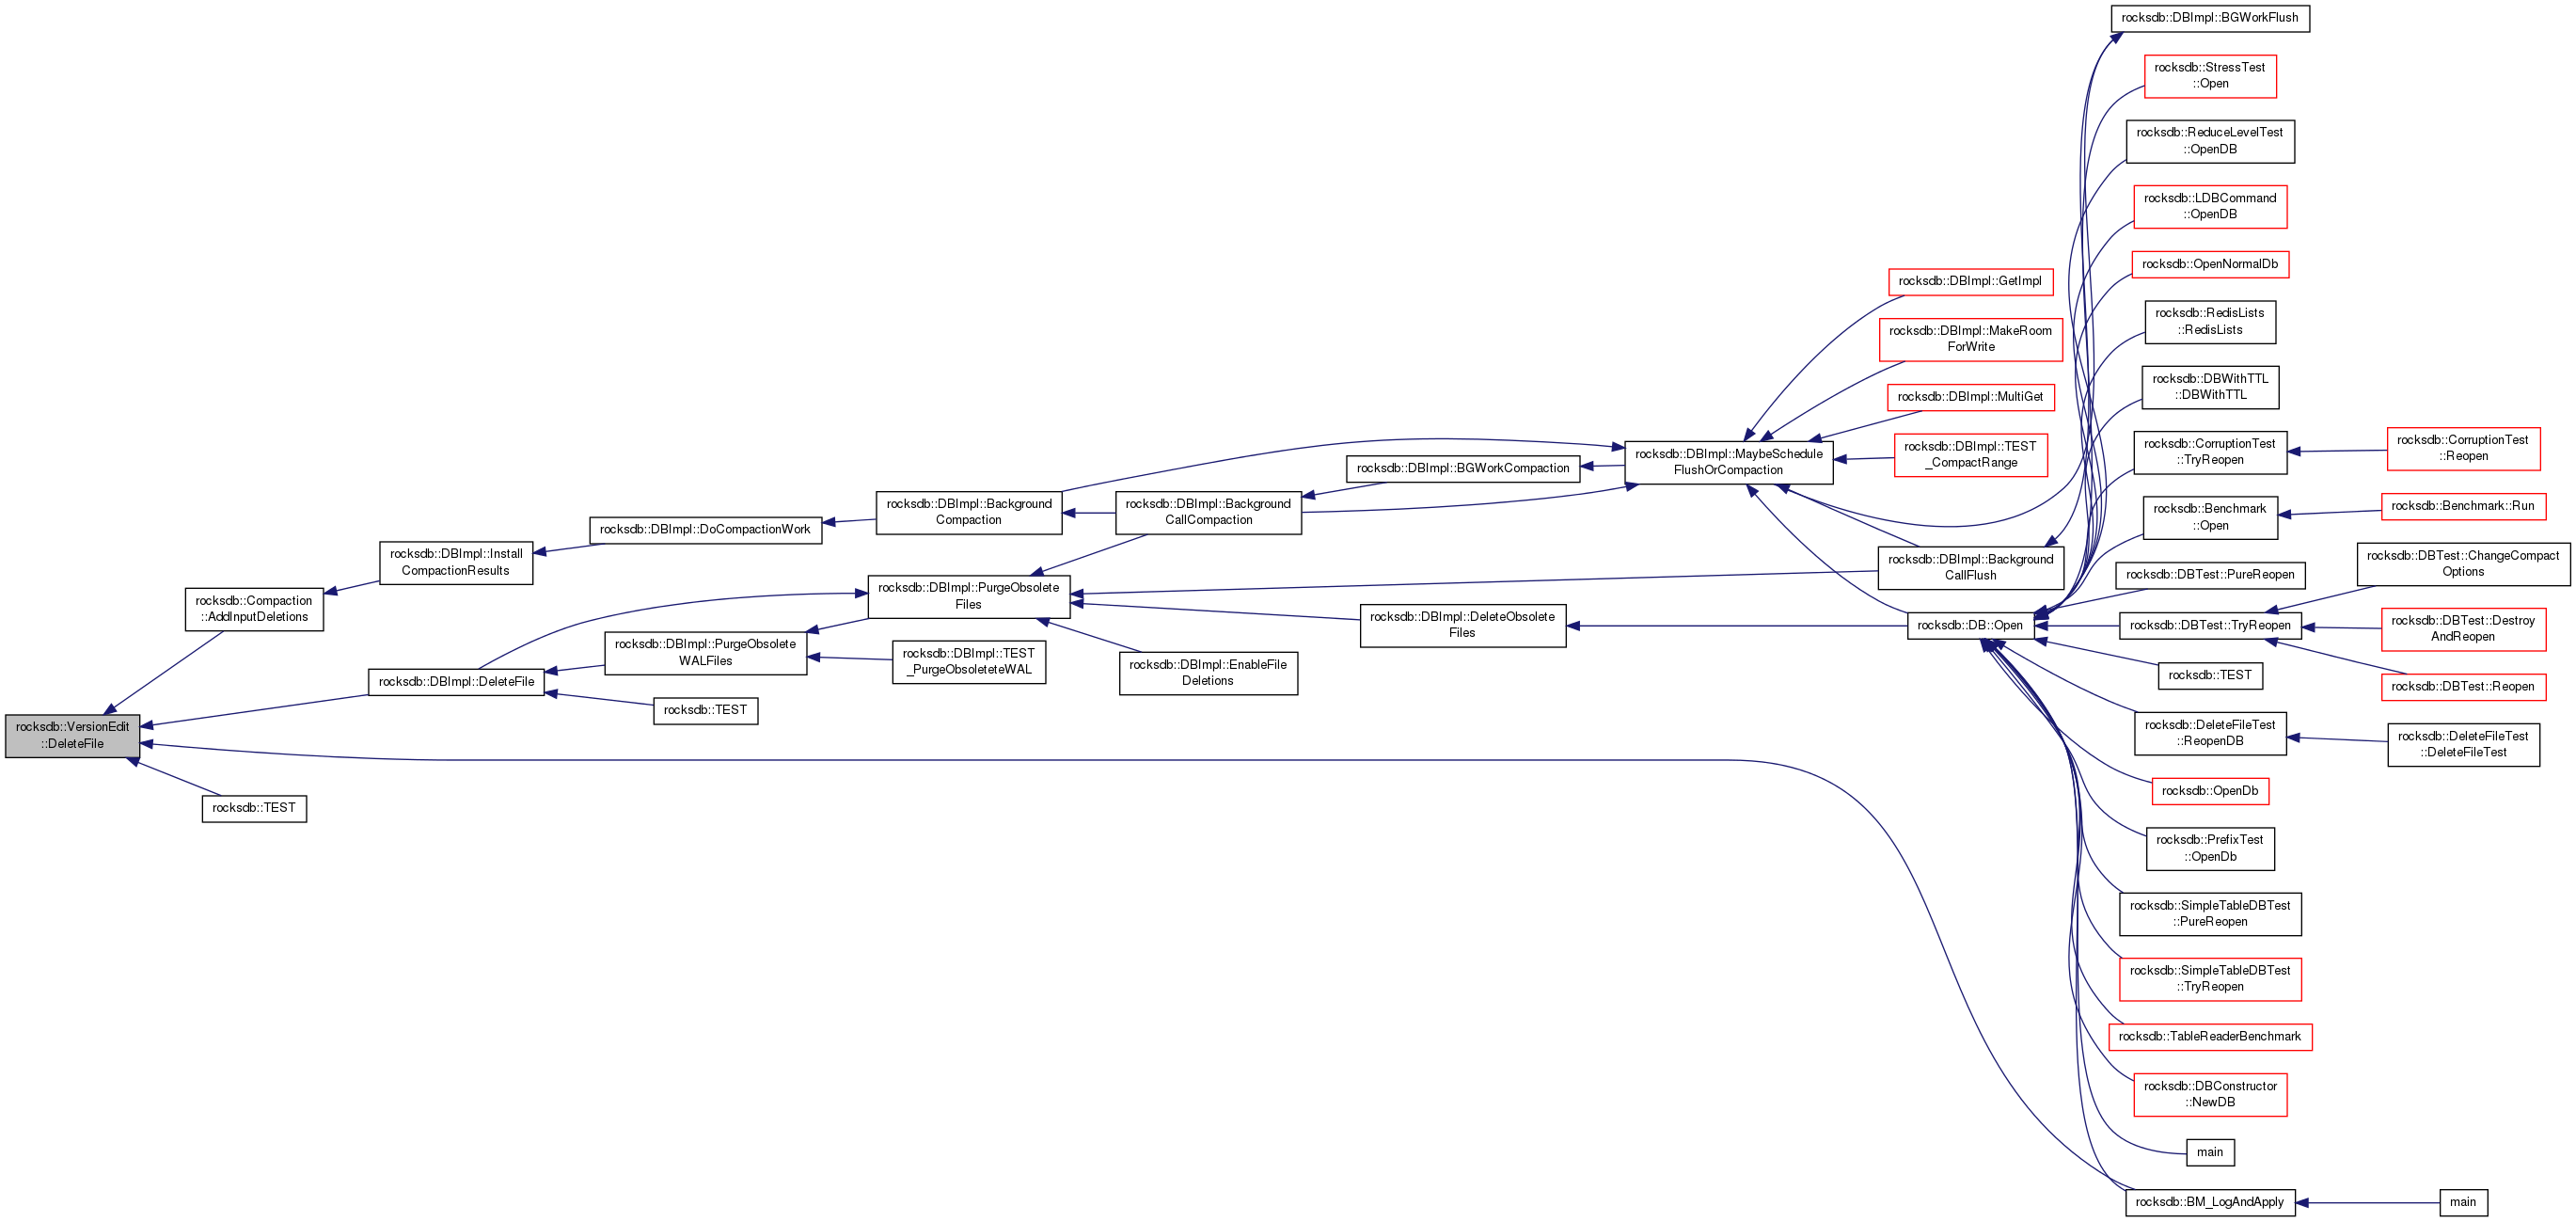 rocksdb::VersionEdit
::DeleteFile
rocksdb::Compaction
::AddInputDeletions
rocksdb::TEST
rocksdb::DBImpl::Install
CompactionResults
rocksdb::DBImpl::DeleteFile
rocksdb::DBImpl::DoCompactionWork
rocksdb::DBImpl::PurgeObsolete
WALFiles
rocksdb::TEST
rocksdb::DBImpl::Background
Compaction
rocksdb::DBImpl::PurgeObsolete
Files
rocksdb::DBImpl::TEST
_PurgeObsoleteteWAL
rocksdb::DBImpl::Background
CallCompaction
rocksdb::DBImpl::EnableFile
Deletions
rocksdb::DBImpl::BGWorkCompaction
rocksdb::DBImpl::DeleteObsolete
Files
rocksdb::DBImpl::MaybeSchedule
FlushOrCompaction
rocksdb::DBImpl::GetImpl
rocksdb::DBImpl::MakeRoom
ForWrite
rocksdb::DBImpl::MultiGet
rocksdb::DBImpl::TEST
_CompactRange
rocksdb::DBImpl::Background
CallFlush
rocksdb::DB::Open
rocksdb::DBImpl::BGWorkFlush
rocksdb::StressTest
::Open
rocksdb::ReduceLevelTest
::OpenDB
rocksdb::LDBCommand
::OpenDB
rocksdb::OpenNormalDb
rocksdb::RedisLists
::RedisLists
rocksdb::DBWithTTL
::DBWithTTL
rocksdb::CorruptionTest
::TryReopen
rocksdb::Benchmark
::Open
rocksdb::DBTest::PureReopen
rocksdb::DBTest::TryReopen
rocksdb::TEST
rocksdb::DeleteFileTest
::ReopenDB
rocksdb::OpenDb
rocksdb::PrefixTest
::OpenDb
rocksdb::SimpleTableDBTest
::PureReopen
rocksdb::SimpleTableDBTest
::TryReopen
rocksdb::TableReaderBenchmark
rocksdb::DBConstructor
::NewDB
main
rocksdb::BM_LogAndApply
rocksdb::CorruptionTest
::Reopen
rocksdb::Benchmark::Run
rocksdb::DBTest::ChangeCompact
Options
rocksdb::DBTest::Destroy
AndReopen
rocksdb::DBTest::Reopen
rocksdb::DeleteFileTest
::DeleteFileTest
main